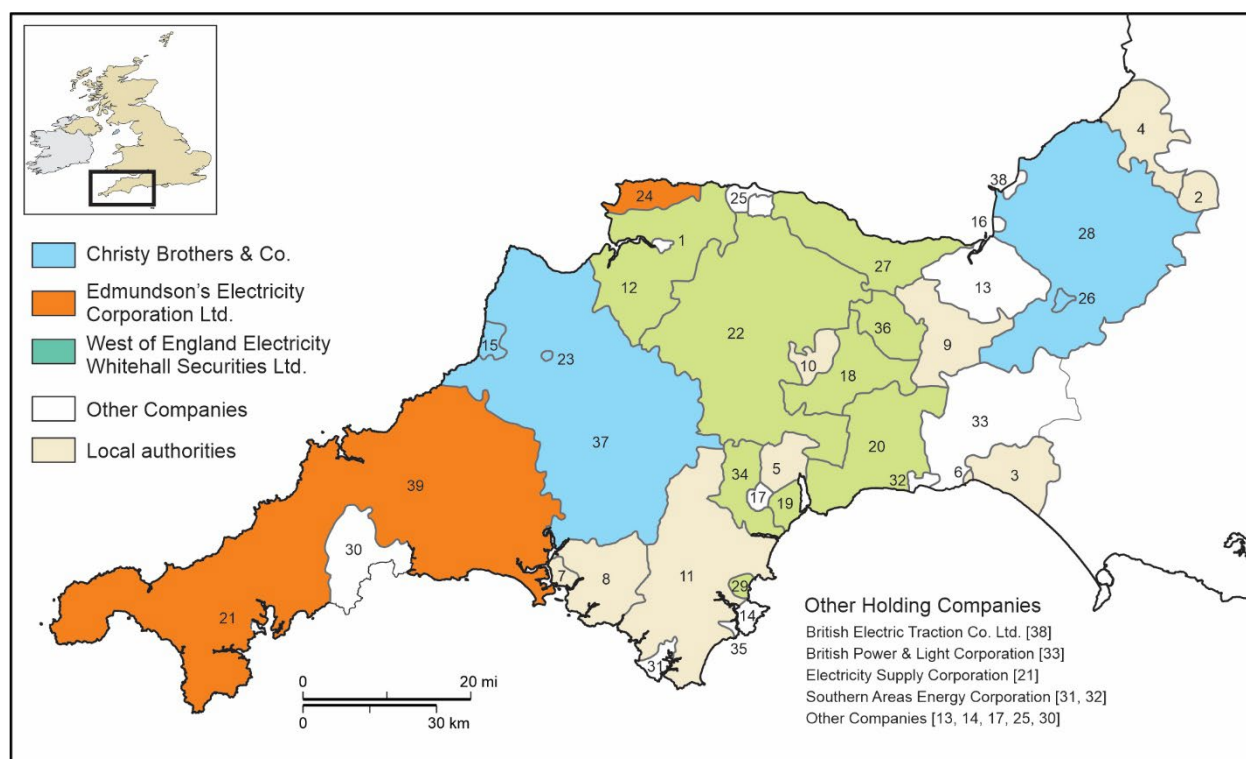 Christy Brothers & Co.
Edmundson's Electricity
Corporation Ltd.
West of England Electricity
Whitehall Securities Ltd.
Other Companies
Local authorities
4
2
38
16
28
24
25
1
27
13
26
12
22
36
9
10
18
15
23
33
37
20
34
5
6
3
32
17
19
39
30
7
8
11
29
14
21
35
31
0 20 mi
0 30 km
Other Holding Companies
British Electric Traction Co. Ltd. [38]
British Power & Light Corporation [33]
Electricity Supply Corporation [21]
Southern Areas Energy Corporation [31, 32]
Other Companies [13, 14, 17, 25, 30]